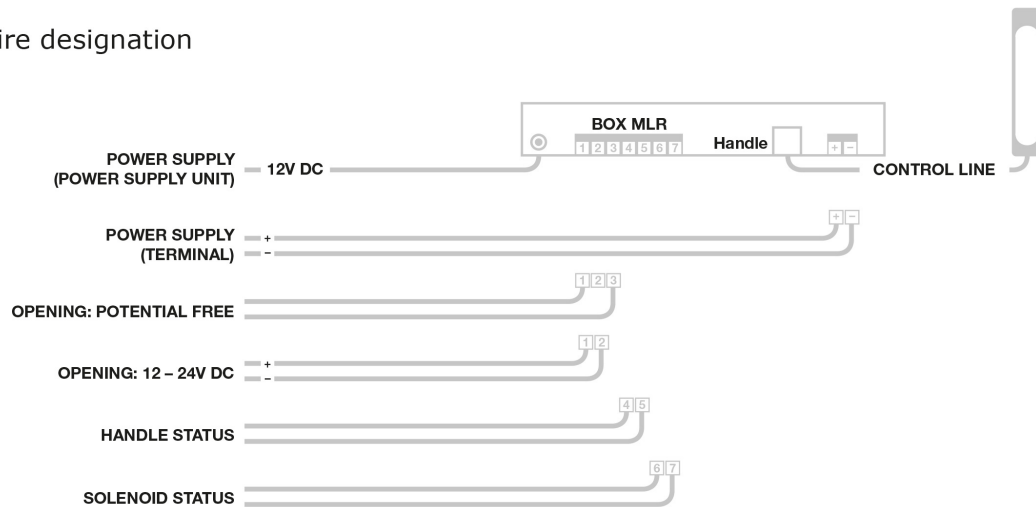 ire designation
BOX MLR
1 2 3 4 5 6 7
Handle
+ −
POWER SUPPLY
(POWER SUPPLY UNIT)
12V DC
CONTROL LINE
+ −
POWER SUPPLY
(TERMINAL)
+
−
1 2 3
OPENING: POTENTIAL FREE
1 2
OPENING: 12 – 24V DC
+
−
4 5
HANDLE STATUS
6 7
SOLENOID STATUS